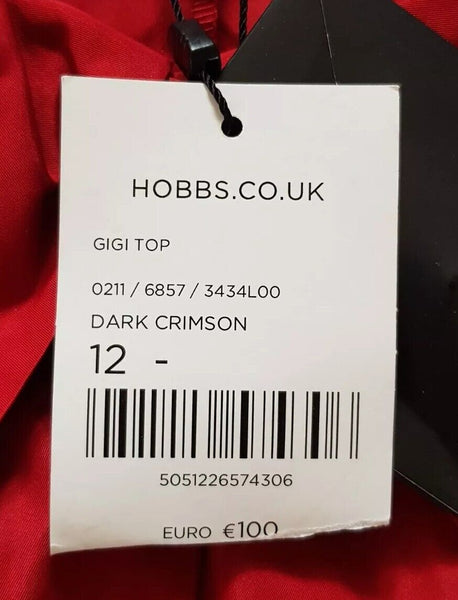 HOBBS.CO.UK
GIGI TOP
0211 / 6857 / 3434L00
DARK CRIMSON
12 -
5051226574306
EURO €100